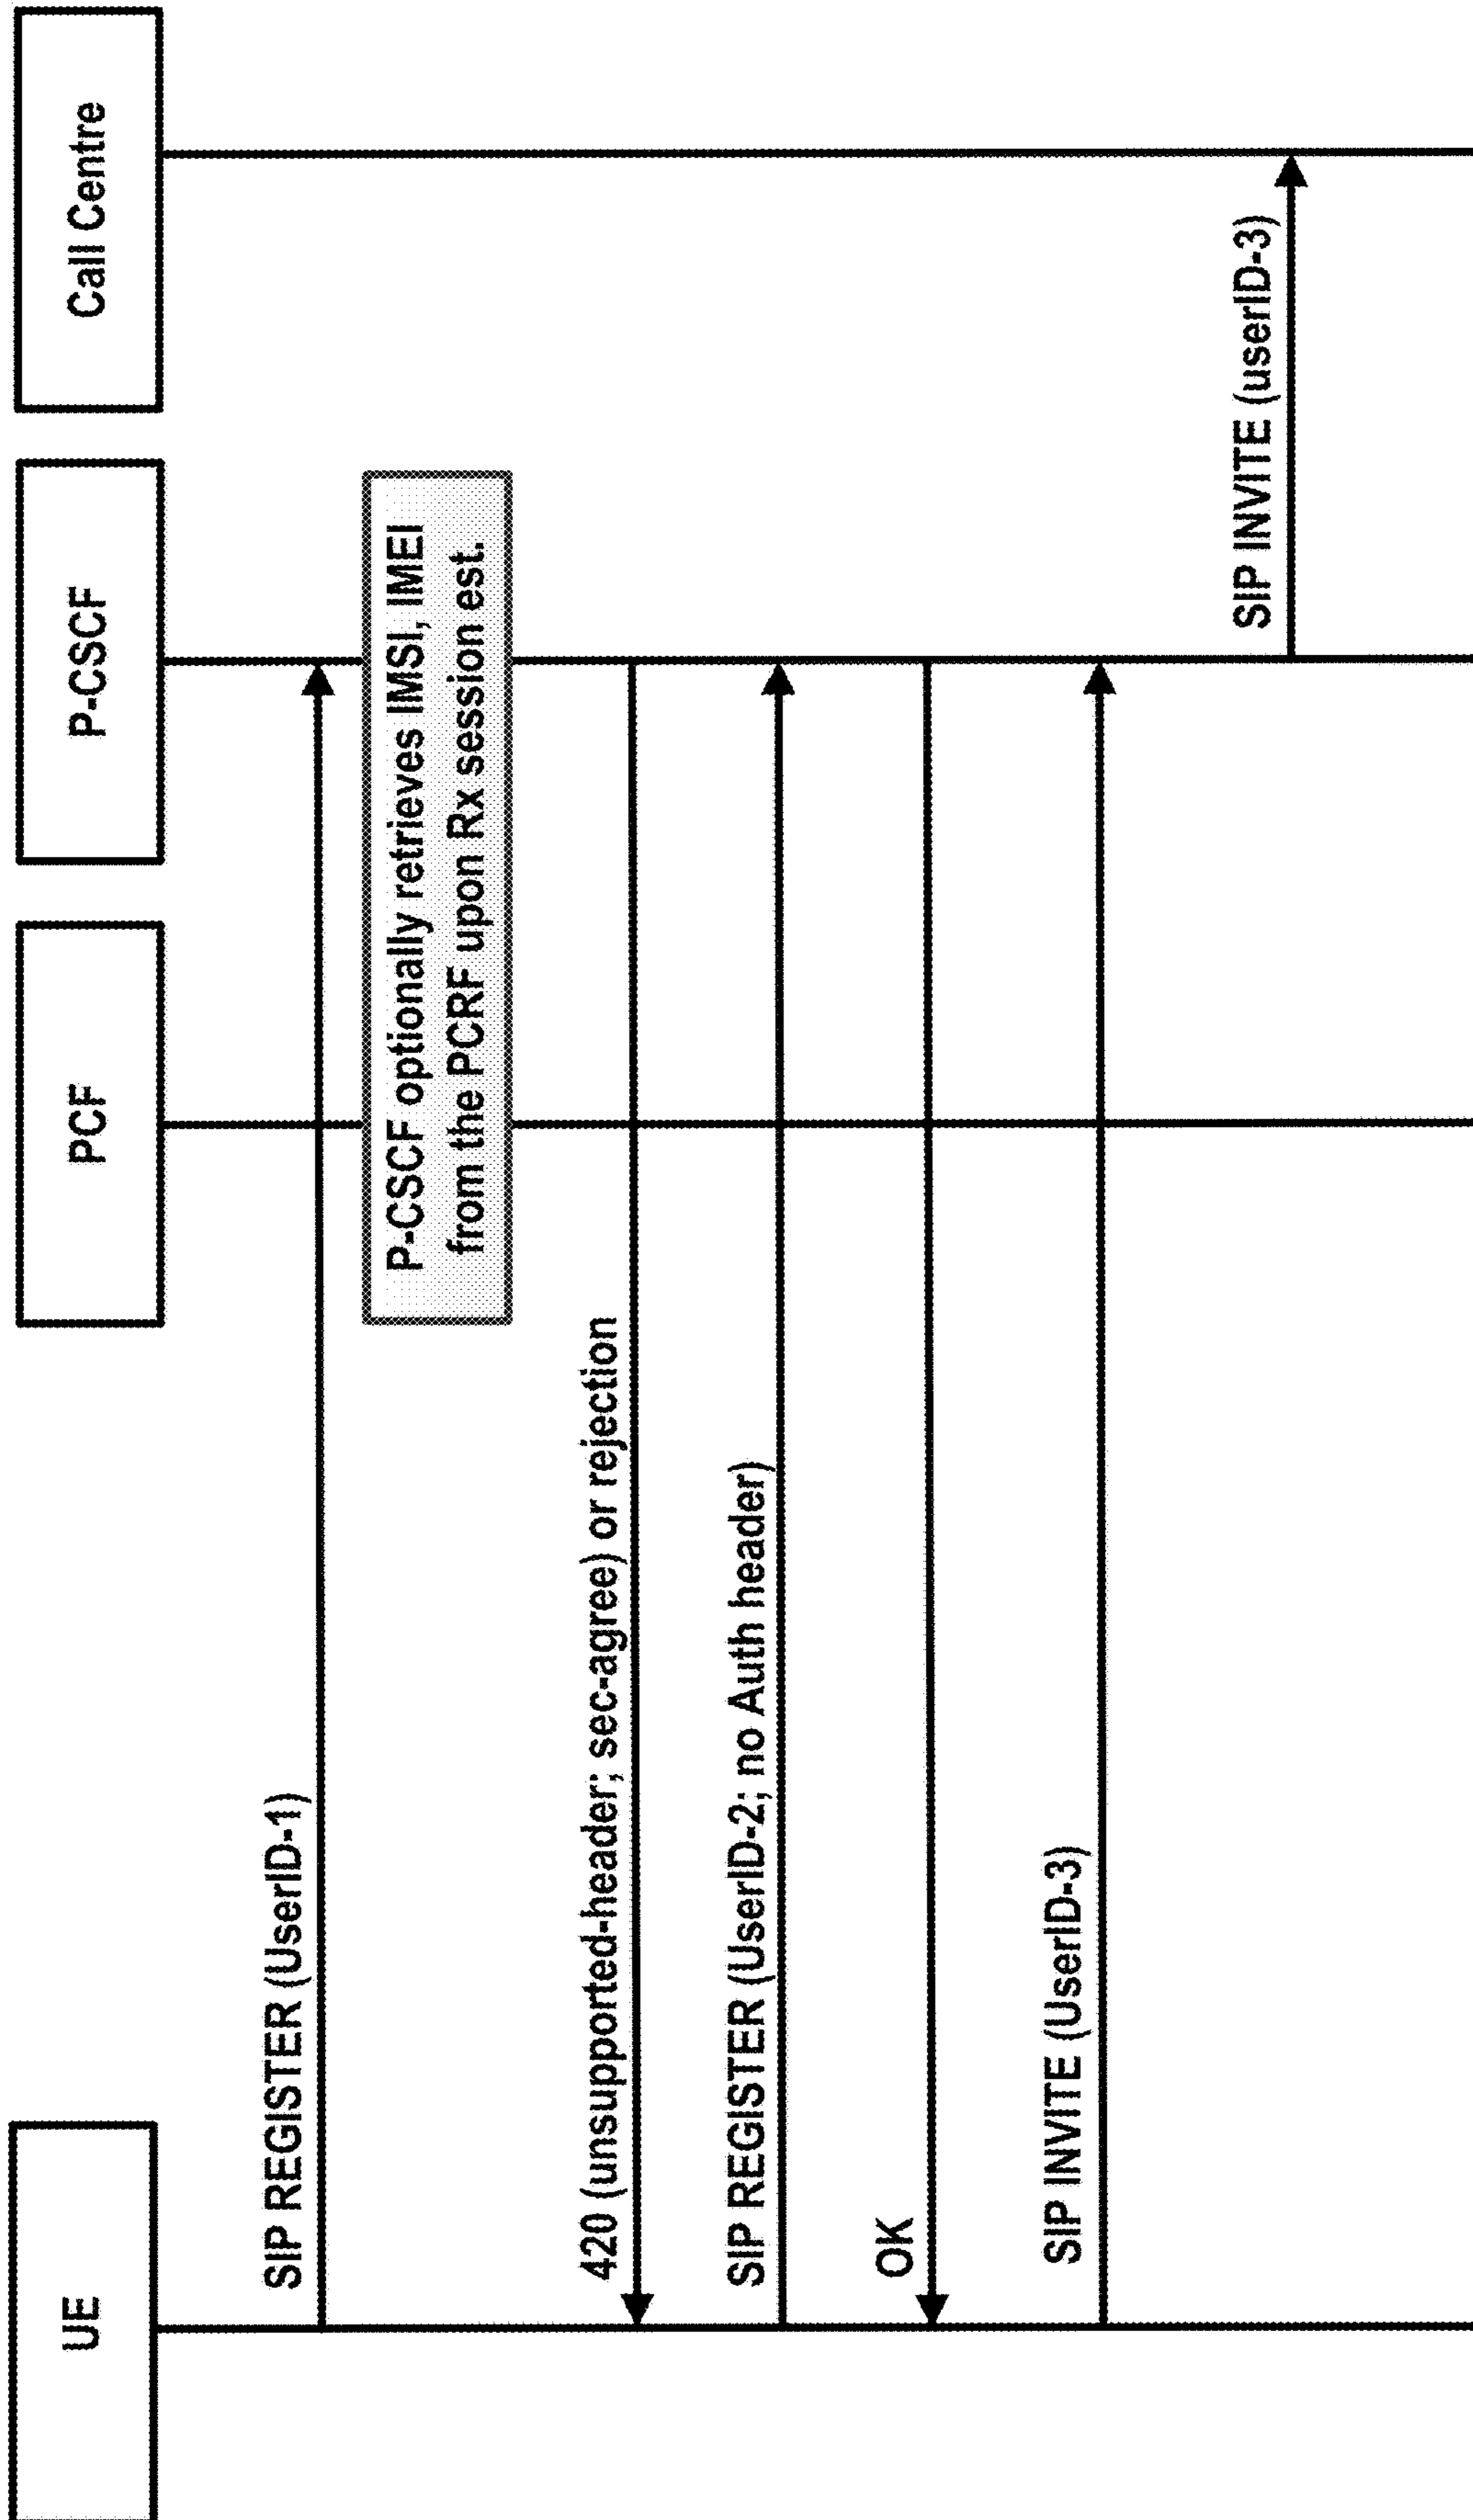 UE
PCF
P-CSCF
Call Centre
SIP REGISTER (UserID-1)
P-CSCF optionally retrieves IMSI, IMEI
from the PCRF upon Rx session est.
420 (unsupported-header; sec-agree) or rejection
SIP REGISTER (UserID-2; no Auth header)
OK
SIP INVITE (UserID-3)
SIP INVITE (userID-3)